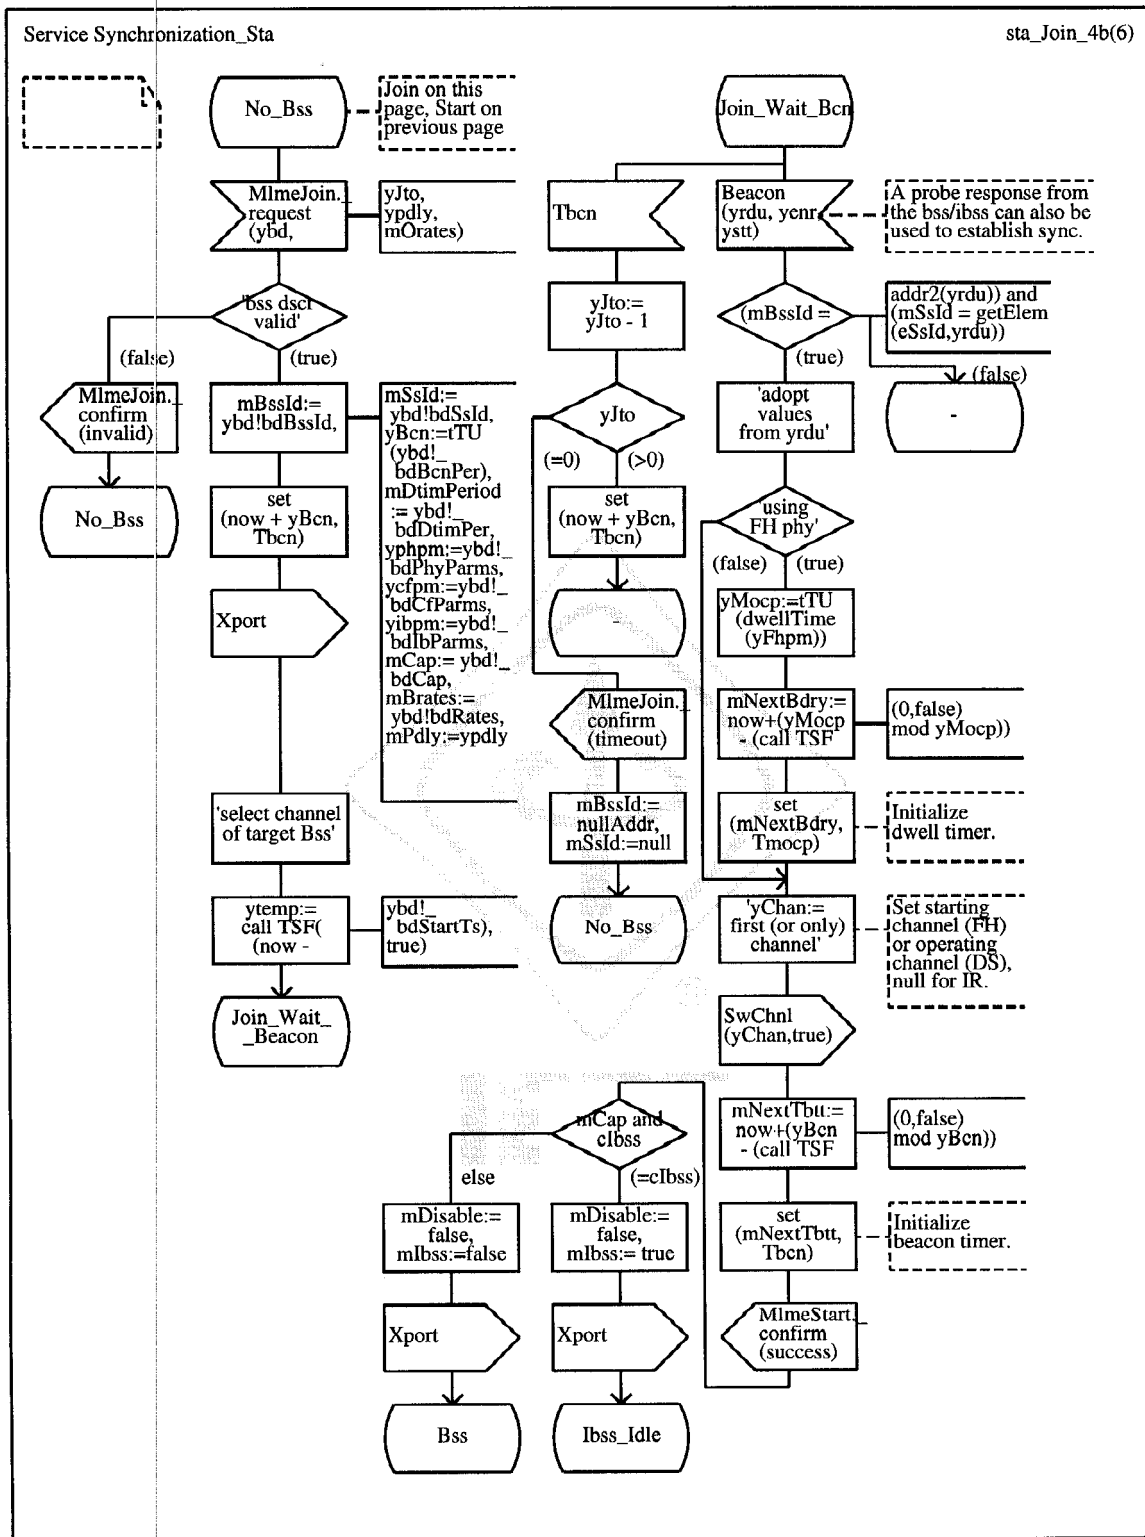 Service Synchronization_Sta
sta_Join_4b(6)
No_Bss
Join on this
page, Start on
previous page
MlmeJoin._
request
(ybd,
yJto,
ypdly,
mOrates)
'bss dscr
valid'
(false)
(true)
MlmeJoin._
confirm
(invalid)
No_Bss
mBssId:=
ybd!bdBssId,
mSsId:=
ybd!bdSsId,
yBcn:=tTU
(ybd!_
bdBcnPer),
mDtimPeriod
:= ybd!_
bdDtimPer,
yphpm:=ybd!_
bdPhyParms,
ycfpm:=ybd!_
bdCfParms,
yibpm:=ybd!_
bdIbParms,
mCap:= ybd!_
bdCap,
mBrates:=
ybd!bdRates,
mPdly:=ypdly
set
(now + yBcn,
Tbcn)
Xport
'select channel
of target Bss'
ytemp:=
call TSF(
(now -
ybd!_
bdStartTs),
true)
Join_Wait_
_Beacon
Join_Wait_Bcn
Tbcn
yJto:=
yJto - 1
yJto
(=0)
(>0)
set
(now + yBcn,
Tbcn)
-
MlmeJoin._
confirm
(timeout)
mBssId:=
nullAddr,
mSsId:=null
No_Bss
Beacon
(yrdu, yenr,
ystt)
A probe response from
the bss/ibss can also be
used to establish sync.
(mBssId =
addr2(yrdu)) and
(mSsId = getElem
(eSsId,yrdu))
(true)
(false)
-
'adopt
values
from yrdu'
'using
FH phy'
(false)
(true)
yMocp:=tTU
(dwellTime
(yFhpm))
mNextBdry:=
now+(yMocp
- (call TSF
(0,false)
mod yMocp))
set
(mNextBdry,
Tmocp)
Initialize
dwell timer.
'yChan:=
first (or only)
channel'
Set starting
channel (FH)
or operating
channel (DS),
null for IR.
SwChnl
(yChan,true)
mNextTbtt:=
now+(yBcn
- (call TSF
(0,false)
mod yBcn))
set
(mNextTbtt,
Tbcn)
Initialize
beacon timer.
MlmeStart._
confirm
(success)
mCap and
cIbss
else
(=cIbss)
mDisable:=
false,
mIbss:=false
mDisable:=
false,
mIbss:= true
Xport
Xport
Bss
Ibss_Idle